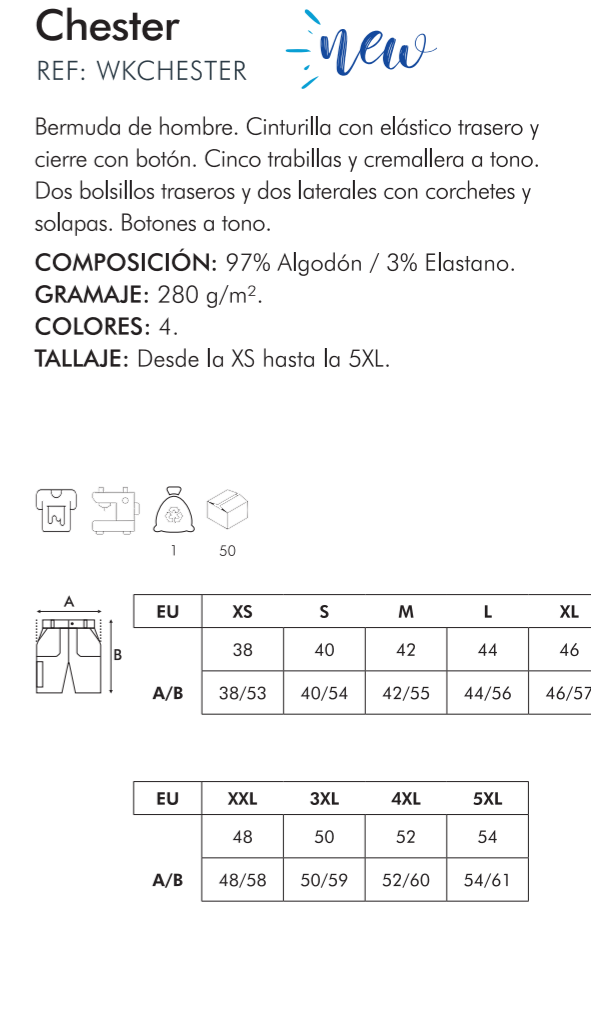 Chester
new
REF: WKCHESTER
Bermuda de hombre. Cinturilla con elástico trasero y
cierre con botón. Cinco trabillas y cremallera a tono.
Dos bolsillos traseros y dos laterales con corchetes y
solapas. Botones a tono.
COMPOSICIÓN: 97% Algodón / 3% Elastano.
GRAMAJE: 280 g/m².
COLORES: 4.
TALLAJE: Desde la XS hasta la 5XL.
1 50
A
B
EU XS S M L XL
38 40 42 44 46
A/B 38/53 40/54 42/55 44/56 46/57
EU XXL 3XL 4XL 5XL
48 50 52 54
A/B 48/58 50/59 52/60 54/61